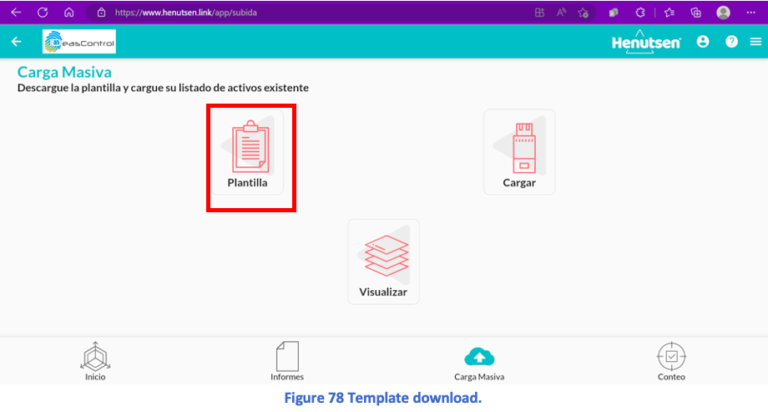 https://www.henutsen.link/app/subida
easControl
Henutsen
Carga Masiva
Descargue la plantilla y cargue su listado de activos existente
Plantilla
Cargar
Visualizar
Inicio
Informes
Carga Masiva
Conteo
Figure 78 Template download.